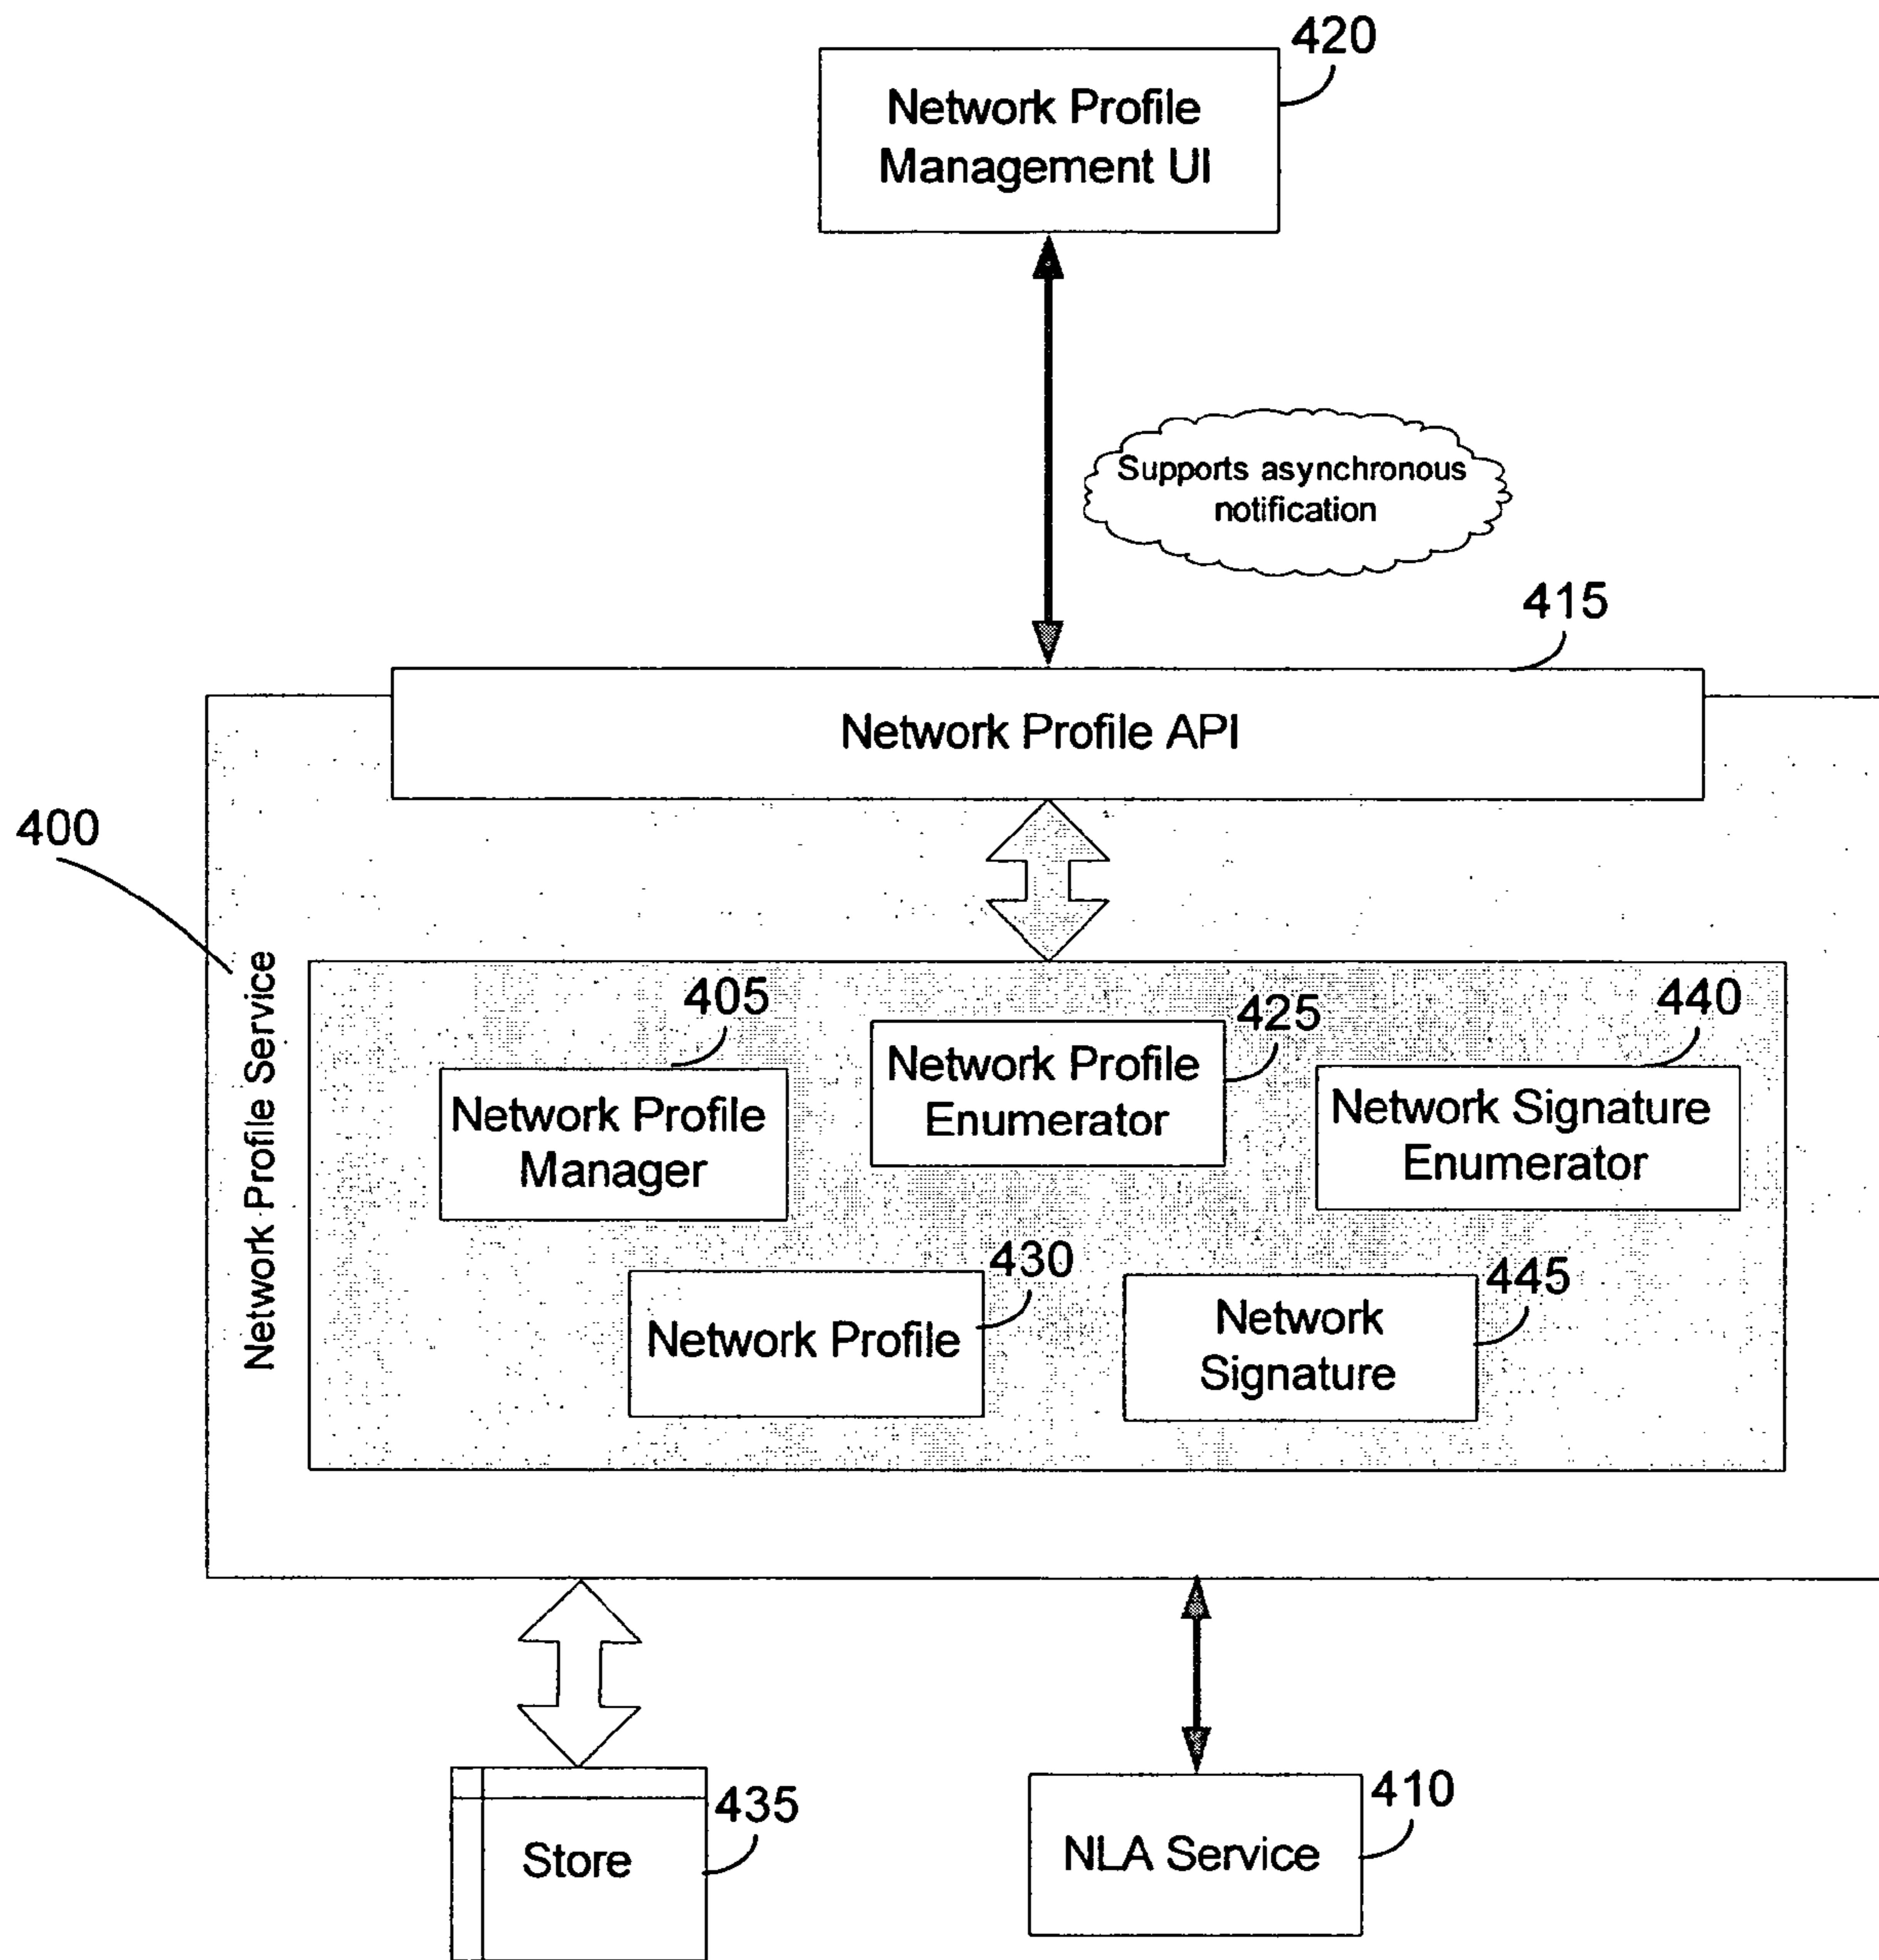 420
Network Profile
Management UI
Supports asynchronous
notification
415
Network Profile API
400
Network Profile Service
405
Network Profile
Manager
425
Network Profile
Enumerator
440
Network Signature
Enumerator
430
Network Profile
445
Network
Signature
435
Store
410
NLA Service